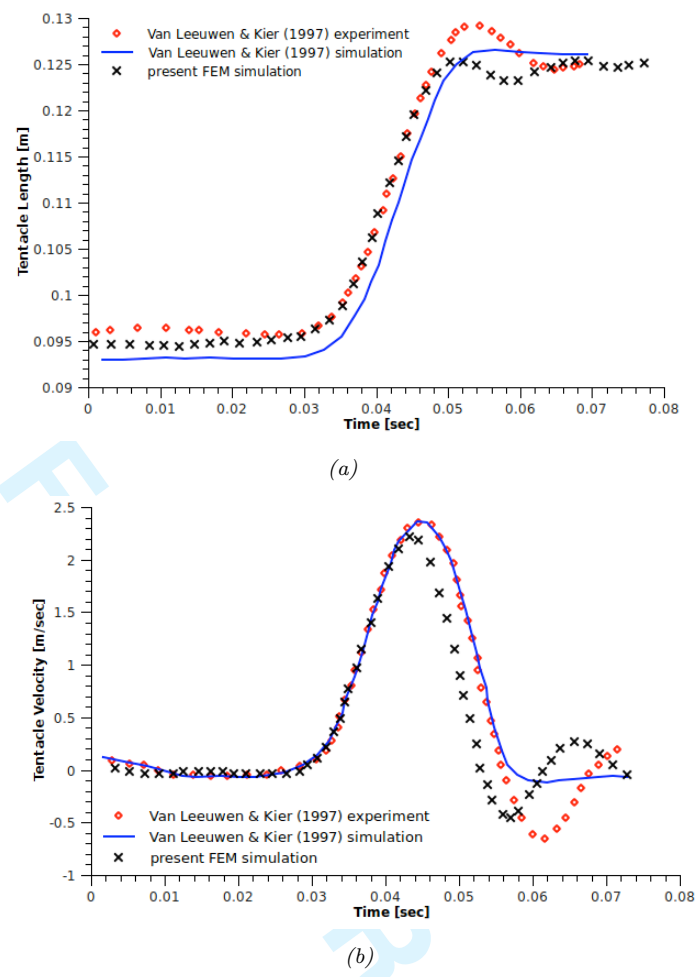 0.13
Van Leeuwen & Kier (1997) experiment
Van Leeuwen & Kier (1997) simulation
present FEM simulation
0.125
0.12
0.115
0.11
0.105
0.1
0.095
0.09
Tentacle Length [m]
0 0.01 0.02 0.03 0.04 0.05 0.06 0.07 0.08
Time [sec]
(a)
2.5
2
1.5
1
0.5
0
-0.5
-1
Tentacle Velocity [m/sec]
Van Leeuwen & Kier (1997) experiment
Van Leeuwen & Kier (1997) simulation
present FEM simulation
0 0.01 0.02 0.03 0.04 0.05 0.06 0.07 0.08
Time [sec]
(b)